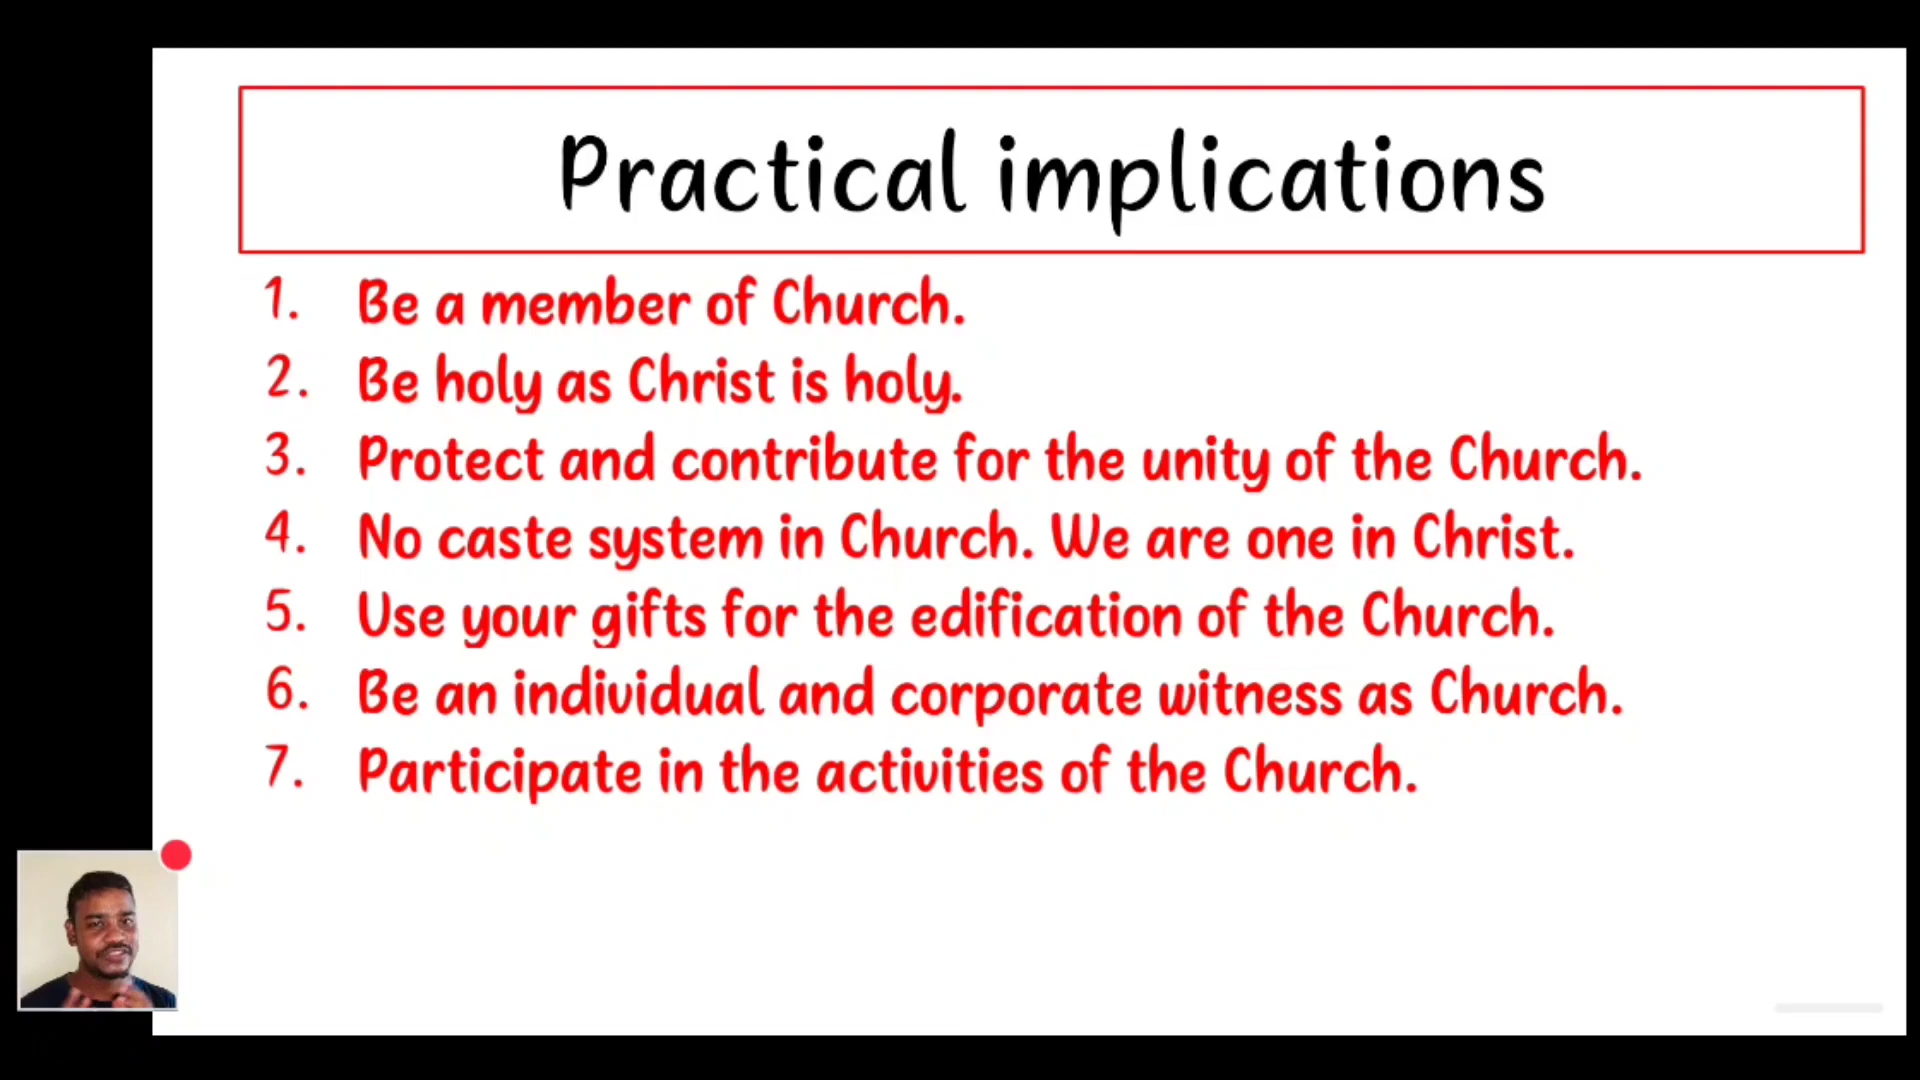 Practical implications
1. Be a member of Church.
2. Be holy as Christ is holy.
3. Protect and contribute for the unity of the Church.
4. No caste system in Church. We are one in Christ.
5. Use your gifts for the edification of the Church.
6. Be an individual and corporate witness as Church.
7. Participate in the activities of the Church.